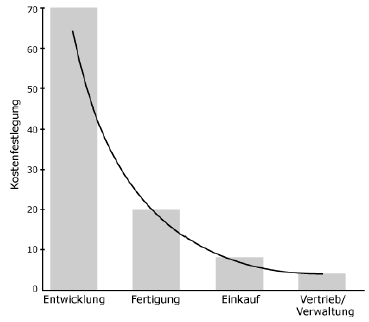 Kostenfestlegung
70
60
50
40
30
20
10
0
Entwicklung
Fertigung
Einkauf
Vertrieb/
Verwaltung